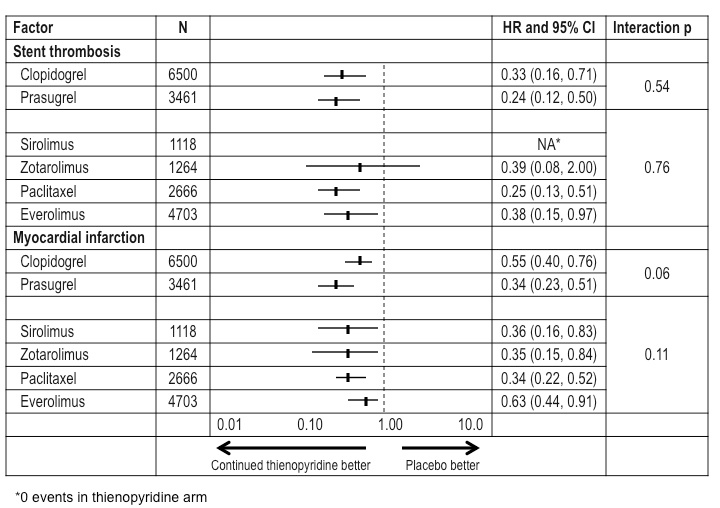 Factor N HR and 95% CI Interaction p
Stent thrombosis
Clopidogrel 6500 0.33 (0.16, 0.71)
0.54
Prasugrel 3461 0.24 (0.12, 0.50)
Sirolimus 1118 NA*
Zotarolimus 1264 0.39 (0.08, 2.00) 0.76
Paclitaxel 2666 0.25 (0.13, 0.51)
Everolimus 4703 0.38 (0.15, 0.97)
Myocardial infarction
Clopidogrel 6500 0.55 (0.40, 0.76)
0.06
Prasugrel 3461 0.34 (0.23, 0.51)
Sirolimus 1118 0.36 (0.16, 0.83)
Zotarolimus 1264 0.35 (0.15, 0.84) 0.11
Paclitaxel 2666 0.34 (0.22, 0.52)
Everolimus 4703 0.63 (0.44, 0.91)
0.01 0.10 1.00 10.0
Continued thienopyridine better Placebo better
*0 events in thienopyridine arm